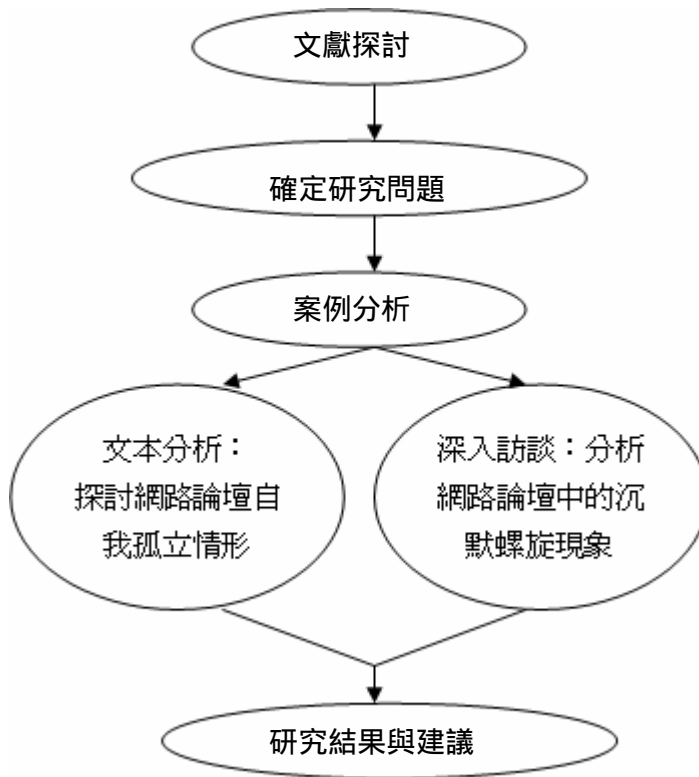 文獻探討
確定研究問題
案例分析
文本分析：
探討網路論壇自
我孤立情形
深入訪談：分析
網路論壇中的沉
默螺旋現象
研究結果與建議